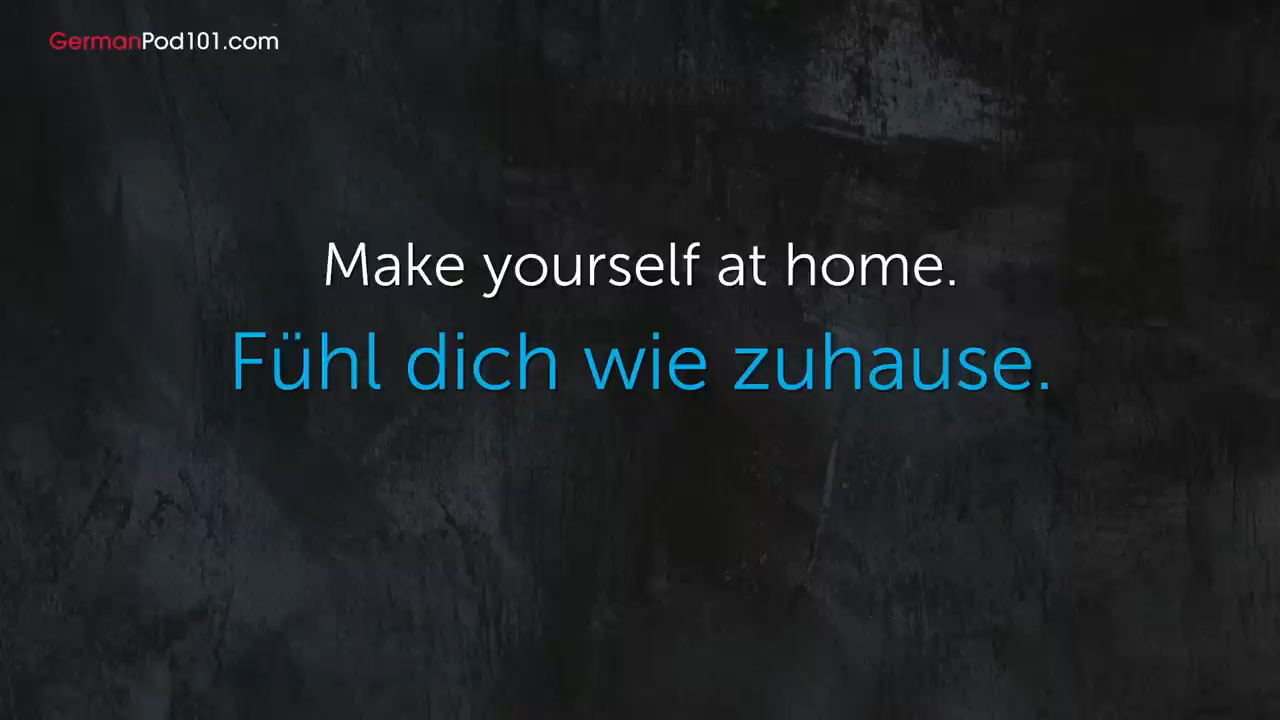 GermanPod101.com
Make yourself at home.
Fühl dich wie zuhause.